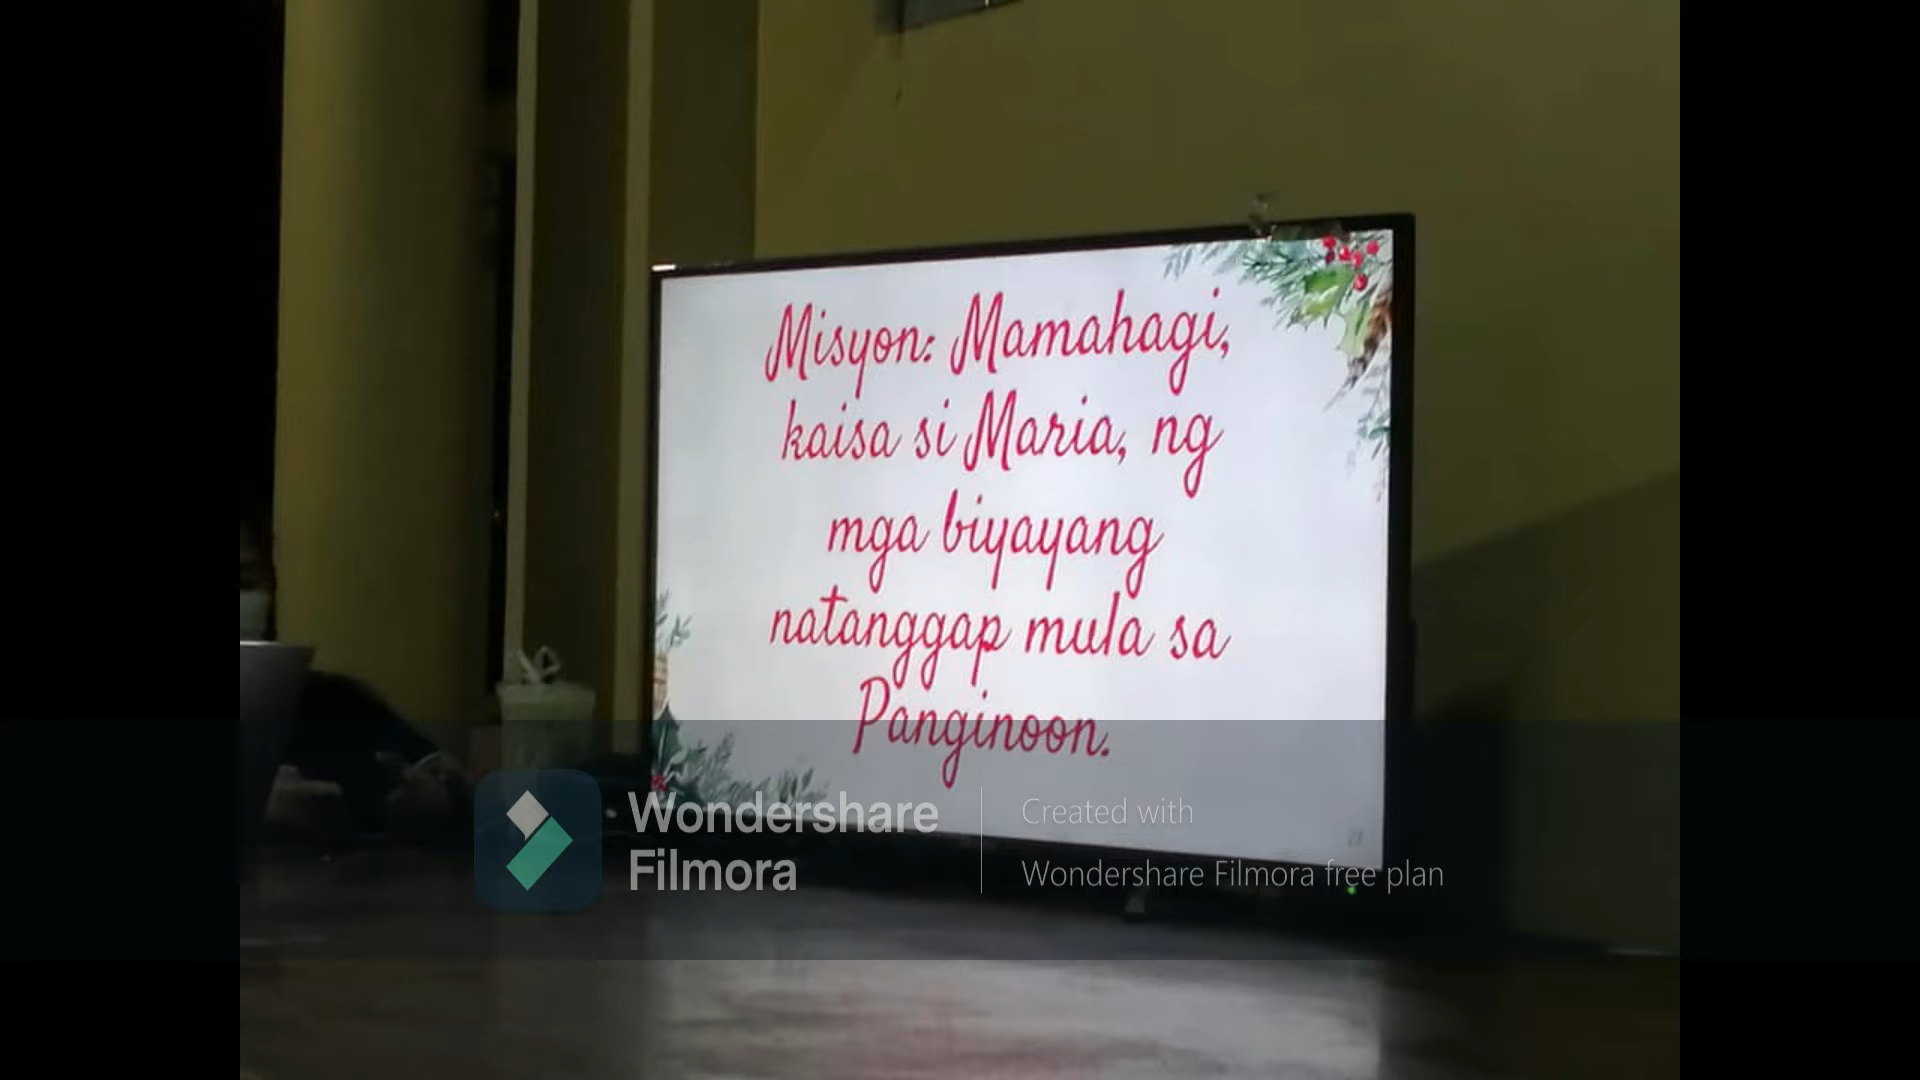 Misyon: Mamahagi,
kaisa si Maria, ng
mga biyayang
natanggap mula sa
Panginoon.
Wondershare
Filmora
Created with
Wondershare Filmora free plan